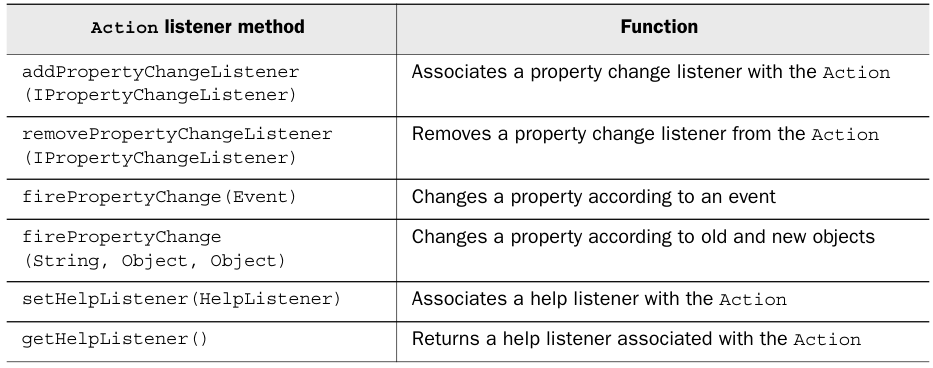 Action listener method Function
addPropertyChangeListener Associates a property change listener with the Action
(IPropertyChangeListener)
removePropertyChangeListener Removes a property change listener from the Action
(IPropertyChangeListener)
firePropertyChange(Event) Changes a property according to an event
firePropertyChange Changes a property according to old and new objects
(String, Object, Object)
setHelpListener(HelpListener) Associates a help listener with the Action
getHelpListener() Returns a help listener associated with the Action